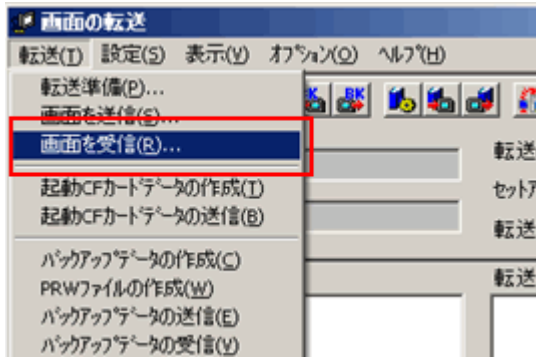 画面の転送
転送(T) 設定(S) 表示(V) オプション(O) ヘルプ(H)
転送準備(P)...
画面を送信(S)...
画面を受信(R)...
転送
起動CFカードデータの作成(I)
セット
起動CFカードデータの送信(B)
転送
バックアップデータの作成(C)
転送
PRWファイルの作成(W)
バックアップデータの送信(E)
バックアップデータの受信(V)